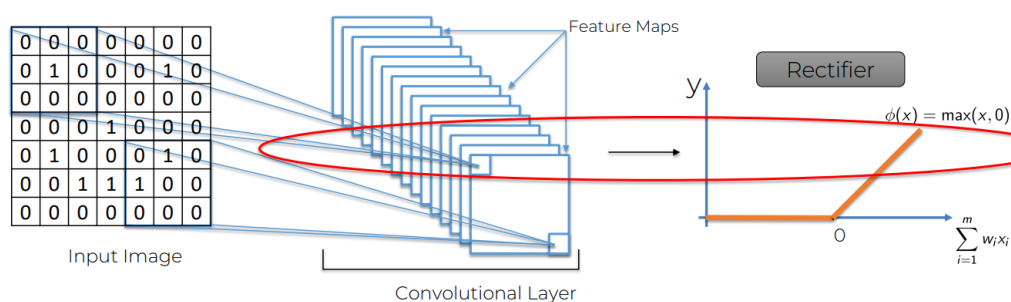 0 0 0 0 0 0 0
0 1 0 0 0 1 0
0 0 0 0 0 0 0
0 0 0 1 0 0 0
0 1 0 0 0 1 0
0 0 1 1 1 0 0
0 0 0 0 0 0 0
Input Image
Feature Maps
Convolutional Layer
Rectifier
y
ϕ(x) = max(x, 0)
0
m
∑ wᵢxᵢ
i=1